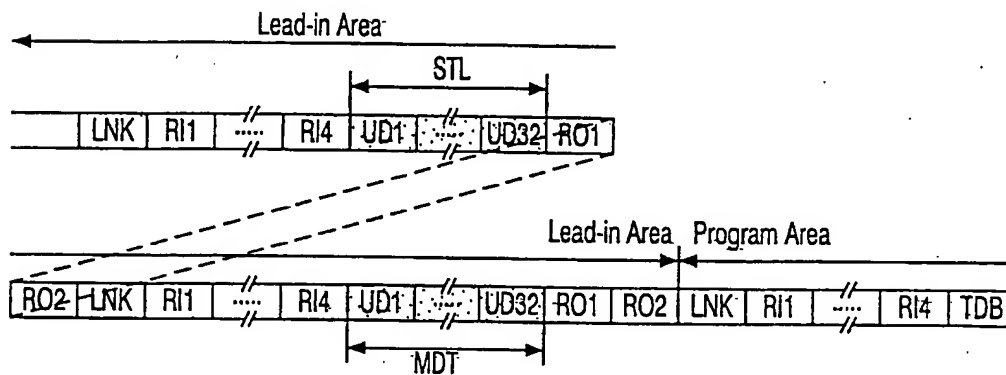 Lead-in Area
STL
LNK RI1 ..... RI4 UD1 ..... UD32 RO1
Lead-in Area Program Area
RO2 LNK RI1 ..... RI4 UD1 ..... UD32 RO1 RO2 LNK RI1 ..... RI4 TDB
MDT